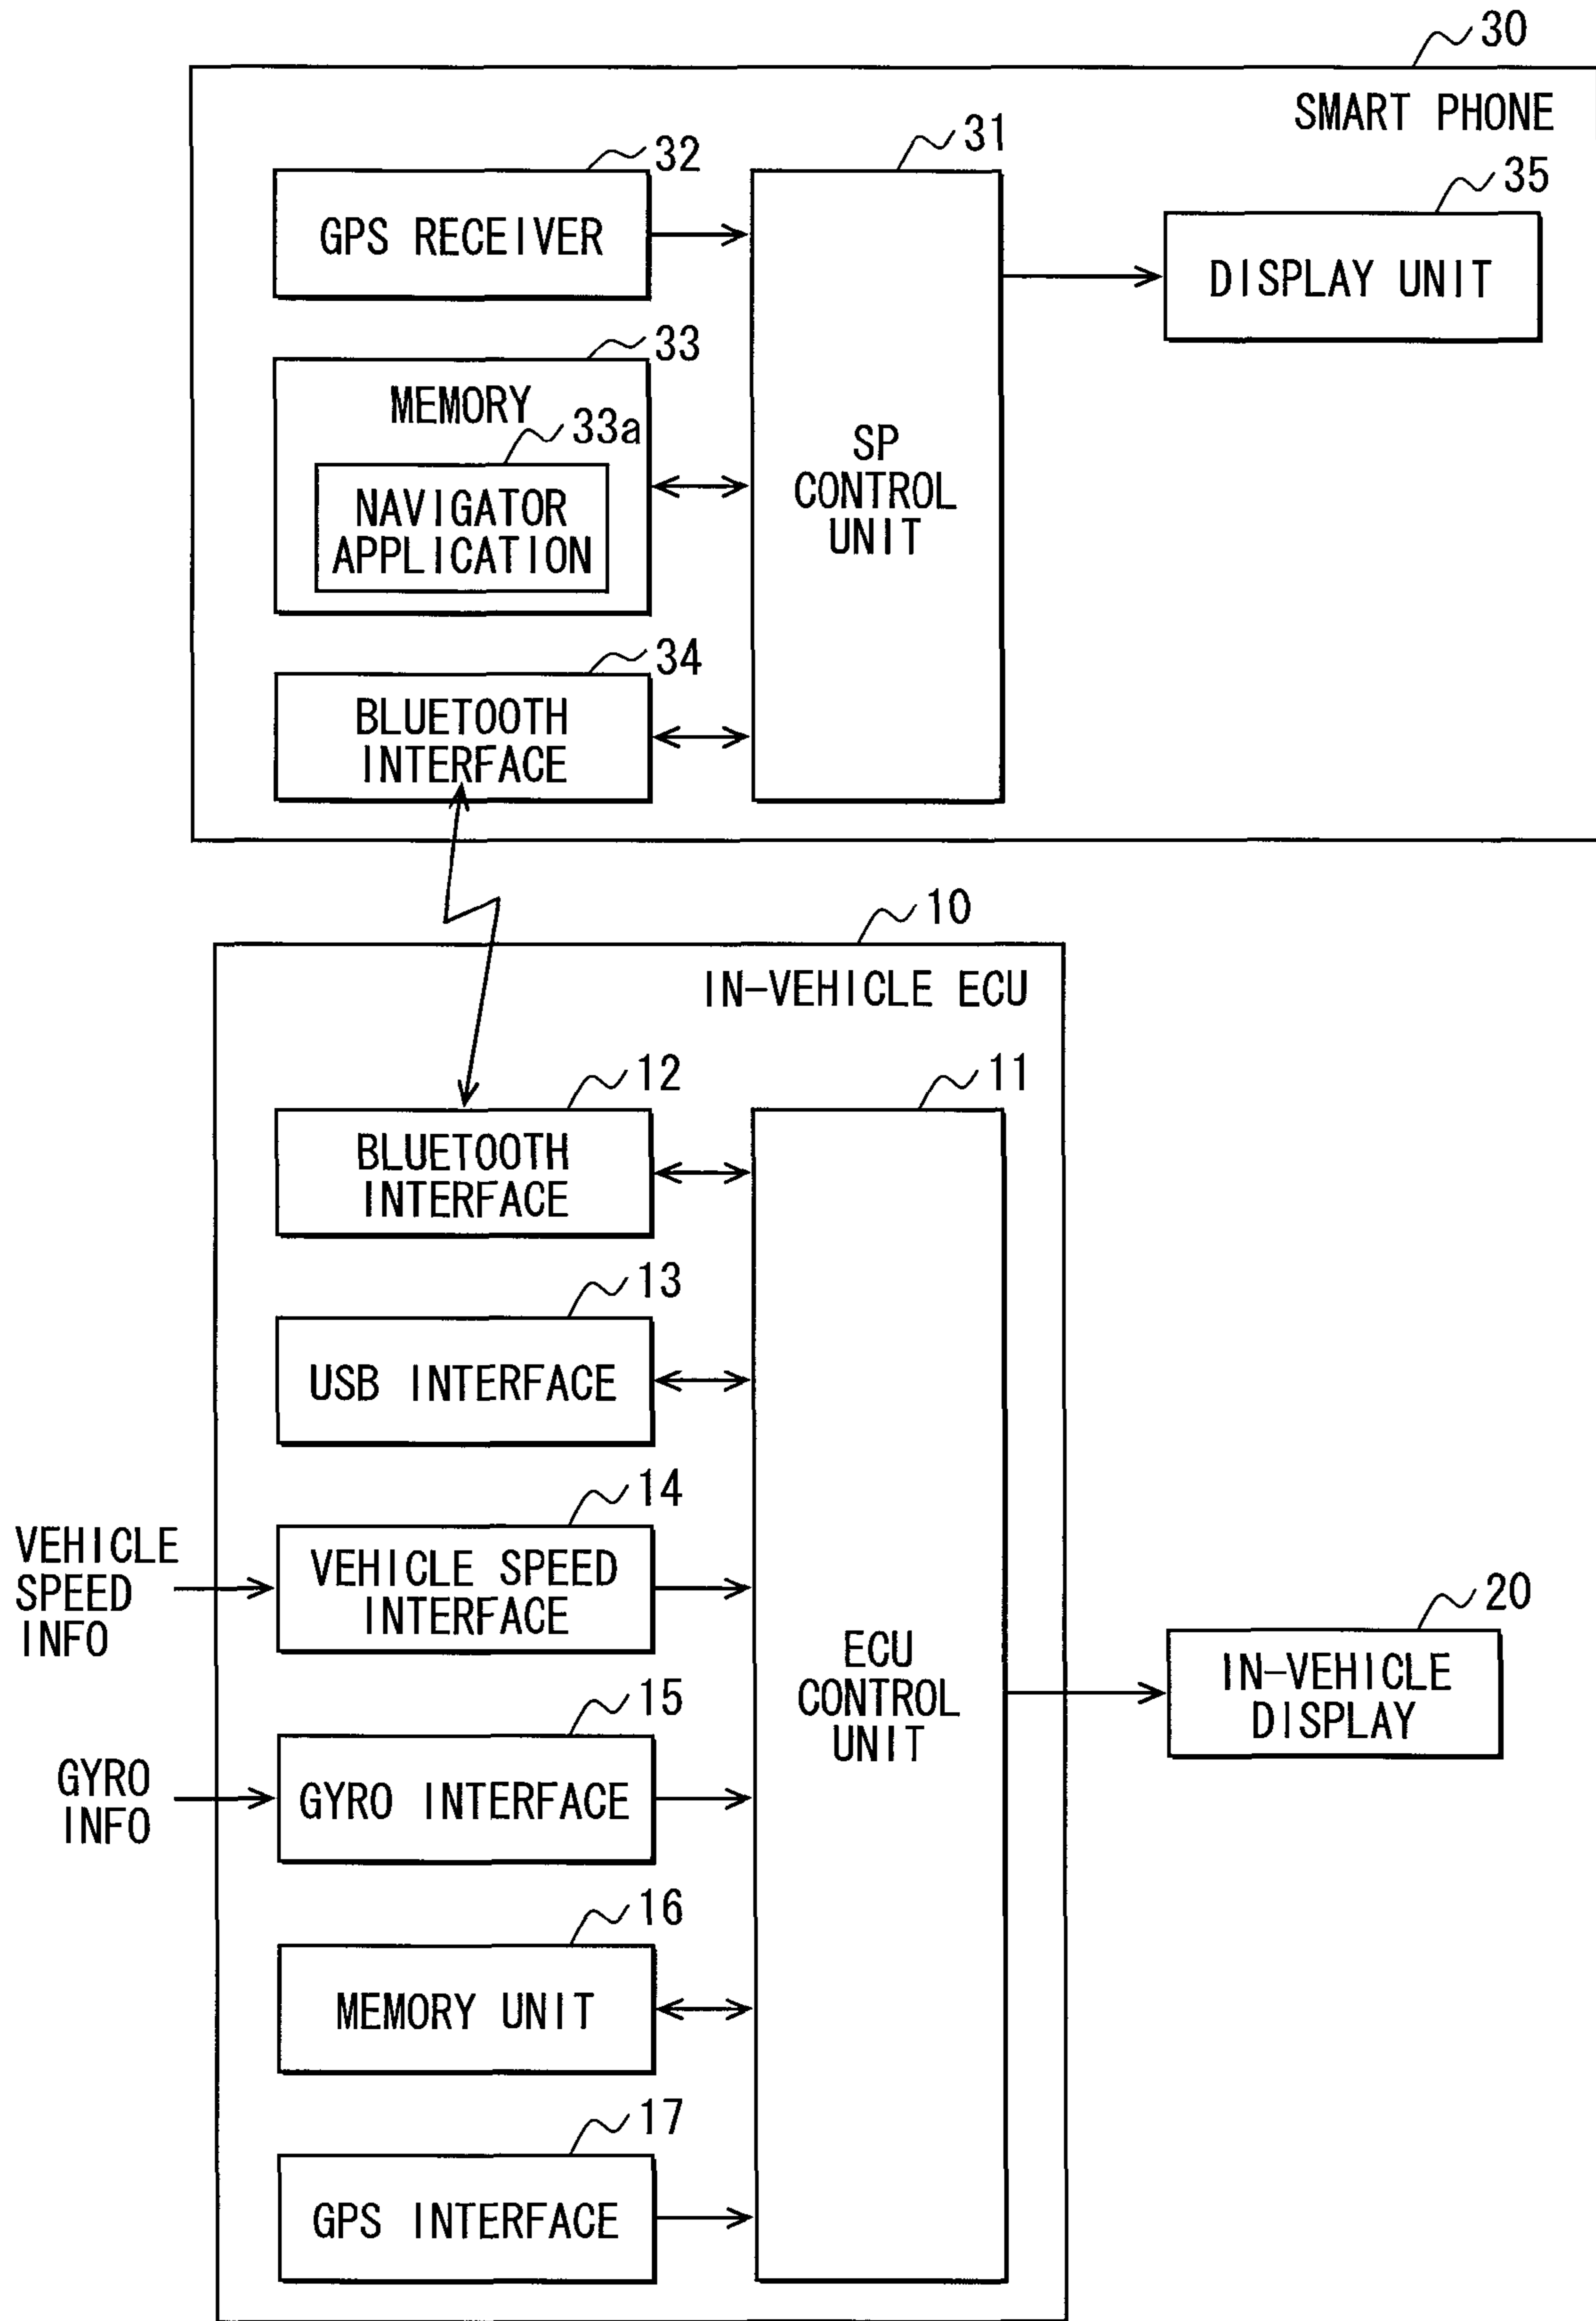 30
SMART PHONE
32
31
35
GPS RECEIVER
DISPLAY UNIT
33
MEMORY
33a
NAVIGATOR
APPLICATION
SP
CONTROL
UNIT
34
BLUETOOTH
INTERFACE
10
IN-VEHICLE ECU
12
11
BLUETOOTH
INTERFACE
13
USB INTERFACE
14
VEHICLE
SPEED
INFO
VEHICLE SPEED
INTERFACE
ECU
CONTROL
UNIT
20
IN-VEHICLE
DISPLAY
15
GYRO
INFO
GYRO INTERFACE
16
MEMORY UNIT
17
GPS INTERFACE